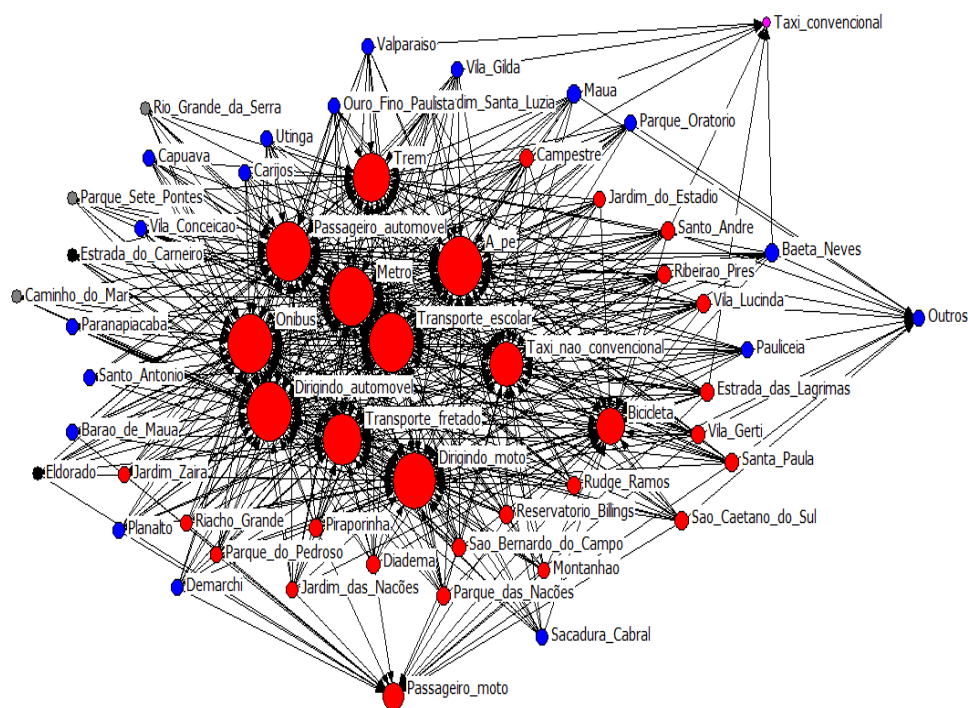 Taxi_convencional
Valparaiso
Vila_Gilda
Maua
Ouro_Fino_Paulista
dim_Santa_Luzia
Rio_Grande_da_Serra
Parque_Oratorio
Utinga
Capuava
Carijos
Trem
Campestre
Parque_Sete_Pontes
Jardim_do_Estadio
Vila_Conceicao
Passageiro_automovel
A_pe
Santo_Andre
Estrada_do_Carneiro
Baeta_Neves
Metro
Ribeirao_Pires
Caminho_do_Mar
Vila_Lucinda
Onibus
Transporte_escolar
Outros
Paranapiacaba
Taxi_nao_convencional
Pauliceia
Santo_Antonio
Dirigindo_automovel
Estrada_das_Lagrimas
Transporte_fretado
Bicicleta
Barao_de_Maua
Vila_Gerti
Dirigindo_moto
Santa_Paula
Eldorado
Jardim_Zaira
Rudge_Ramos
Reservatorio_Billings
Sao_Caetano_do_Sul
Planalto
Riacho_Grande
Piraporinha
Sao_Bernardo_do_Campo
Parque_do_Pedroso
Diadema
Montanhao
Demarchi
Jardim_das_Nacões
Parque_das_Nacões
Sacadura_Cabral
Passageiro_moto